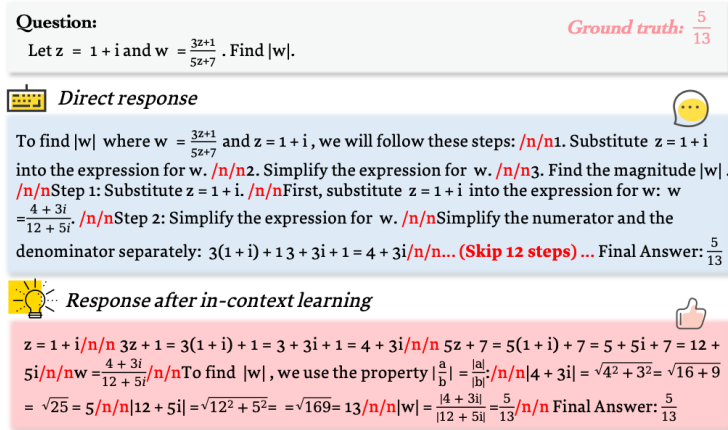 Question:
Ground truth: 5/13
Let z = 1 + i and w = 3z+1/5z+7 . Find |w|.
Direct response
To find |w| where w = 3z+1/5z+7 and z = 1 + i , we will follow these steps: /n/n1. Substitute z = 1 + i
into the expression for w. /n/n2. Simplify the expression for w. /n/n3. Find the magnitude |w| .
/n/nStep 1: Substitute z = 1 + i. /n/nFirst, substitute z = 1 + i into the expression for w: w
= 4 + 3i/12 + 5i. /n/nStep 2: Simplify the expression for w. /n/nSimplify the numerator and the
denominator separately: 3(1 + i) + 1 3 + 3i + 1 = 4 + 3i/n/n... (Skip 12 steps) ... Final Answer: 5/13
Response after in-context learning
z = 1 + i/n/n 3z + 1 = 3(1 + i) + 1 = 3 + 3i + 1 = 4 + 3i/n/n 5z + 7 = 5(1 + i) + 7 = 5 + 5i + 7 = 12 +
5i/n/nw = 4 + 3i/12 + 5i/n/nTo find |w| , we use the property |a/b| = |a|/|b|:/n/n|4 + 3i| = √4² + 3² = √16 + 9
= √25 = 5/n/n|12 + 5i| = √12² + 5² = =√169 = 13/n/n|w| = |4 + 3i|/|12 + 5i| = 5/13/n/n Final Answer: 5/13